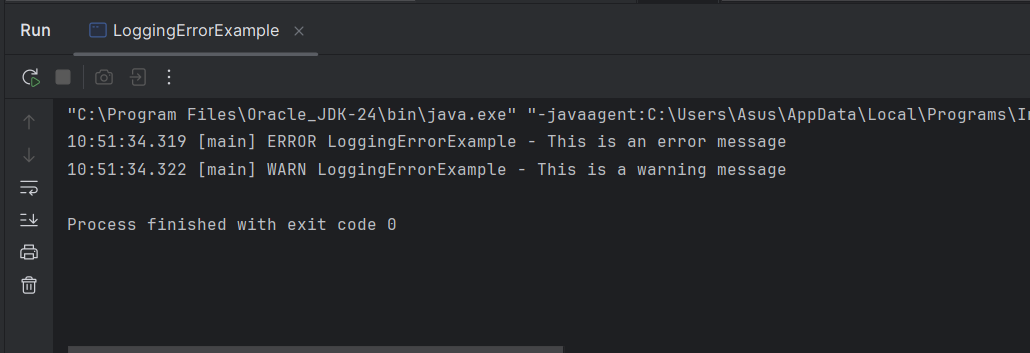 Run LoggingErrorExample
"C:\Program Files\Oracle_JDK-24\bin\java.exe" "-javaagent:C:\Users\Asus\AppData\Local\Programs\In
10:51:34.319 [main] ERROR LoggingErrorExample - This is an error message
10:51:34.322 [main] WARN LoggingErrorExample - This is a warning message
Process finished with exit code 0